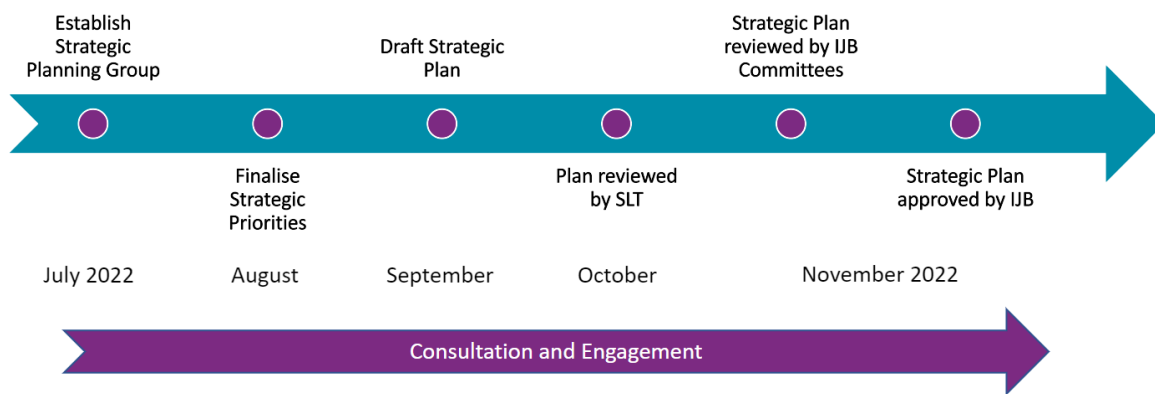 Establish
Strategic
Planning Group
Draft Strategic
Plan
Strategic Plan
reviewed by IJB
Committees
Finalise
Strategic
Priorities
Plan reviewed
by SLT
Strategic Plan
approved by IJB
July 2022
August
September
October
November 2022
Consultation and Engagement